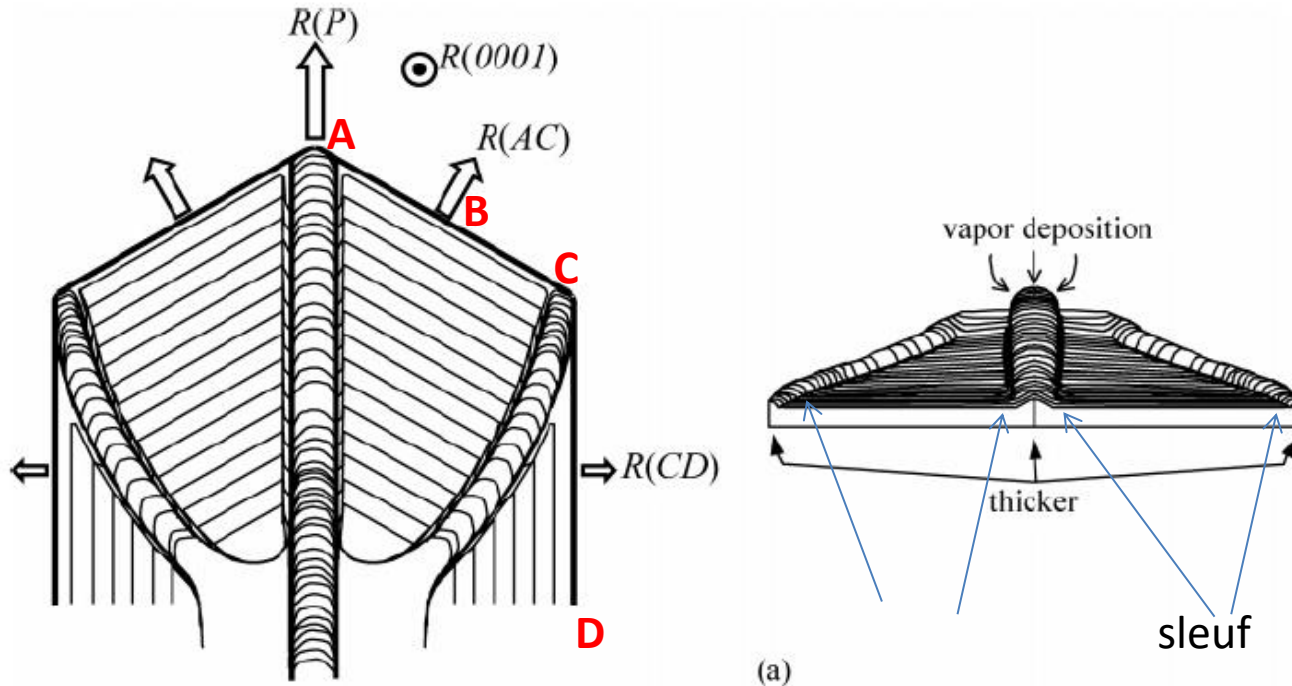 R(P)
R(0001)
A
R(AC)
B
C
R(CD)
D
vapor deposition
thicker
sleuf
(a)